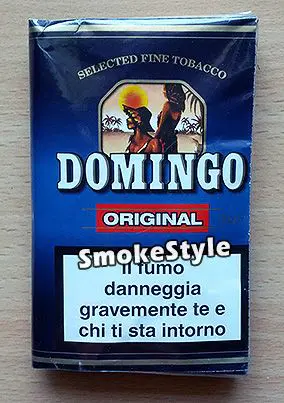 SELECTED FINE TOBACCO
DOMINGO
ORIGINAL
SmokeStyle
Il fumo
danneggia
gravemente te e
chi ti sta intorno